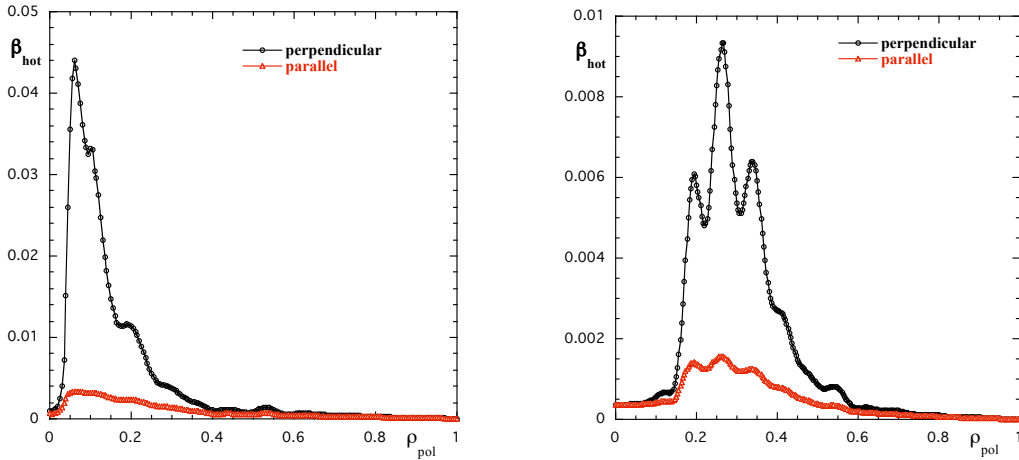 0.05
β hot
0.04
0.03
0.02
0.01
0
perpendicular
parallel
0 0.2 0.4 0.6 0.8 1
ρ pol
0.01
β hot
0.008
0.006
0.004
0.002
0
perpendicular
parallel
0 0.2 0.4 0.6 0.8 1
ρ pol